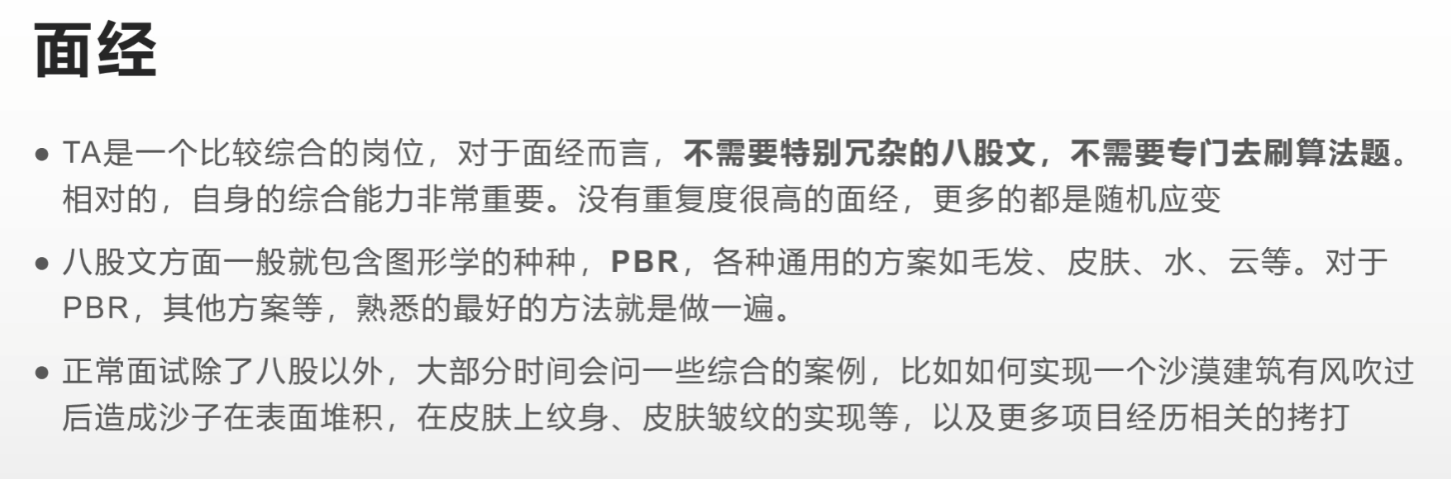 面经
● TA是一个比较综合的岗位，对于面经而言，不需要特别冗杂的八股文，不需要专门去刷算法题。
相对的，自身的综合能力非常重要。没有重复度很高的面经，更多的都是随机应变
● 八股文方面一般就包含图形学的种种，PBR，各种通用的方案如毛发、皮肤、水、云等。对于
PBR，其他方案等，熟悉的最好的方法就是做一遍。
● 正常面试除了八股以外，大部分时间会问一些综合的案例，比如如何实现一个沙漠建筑有风吹过
后造成沙子在表面堆积，在皮肤上纹身、皮肤皱纹的实现等，以及更多项目经历相关的拷打